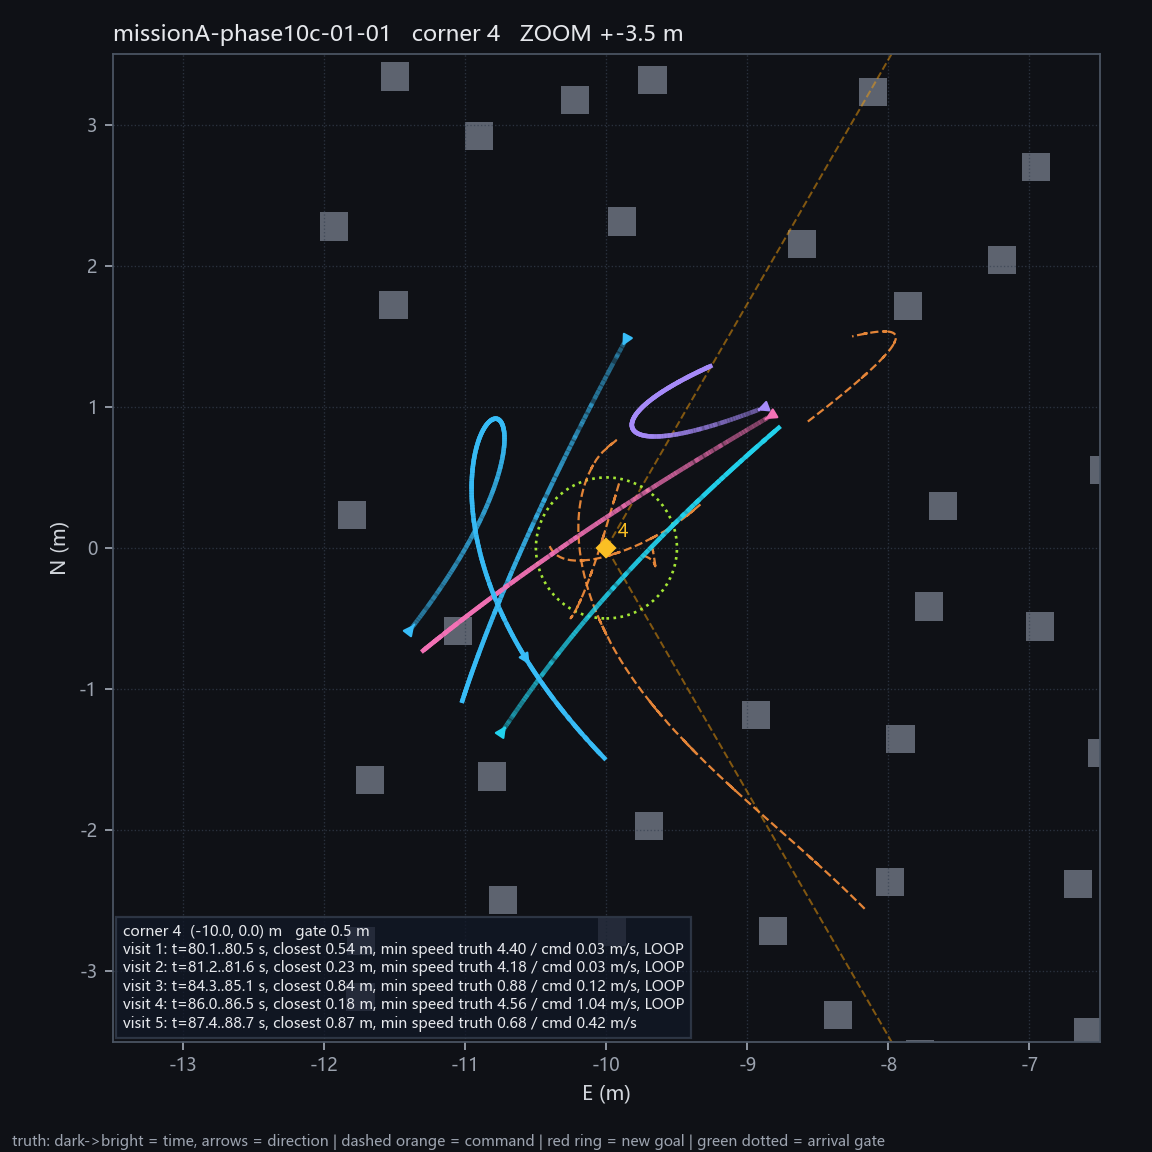 missionA-phase10c-01-01   corner 4   ZOOM +-3.5 m
3
2
1
0
-1
-2
-3
N (m)
4
corner 4  (-10.0, 0.0) m   gate 0.5 m
visit 1: t=80.1..80.5 s, closest 0.54 m, min speed truth 4.40 / cmd 0.03 m/s, LOOP
visit 2: t=81.2..81.6 s, closest 0.23 m, min speed truth 4.18 / cmd 0.03 m/s, LOOP
visit 3: t=84.3..85.1 s, closest 0.84 m, min speed truth 0.88 / cmd 0.12 m/s, LOOP
visit 4: t=86.0..86.5 s, closest 0.18 m, min speed truth 4.56 / cmd 1.04 m/s, LOOP
visit 5: t=87.4..88.7 s, closest 0.87 m, min speed truth 0.68 / cmd 0.42 m/s
-13 -12 -11 -10 -9 -8 -7
E (m)
truth: dark->bright = time, arrows = direction | dashed orange = command | red ring = new goal | green dotted = arrival gate